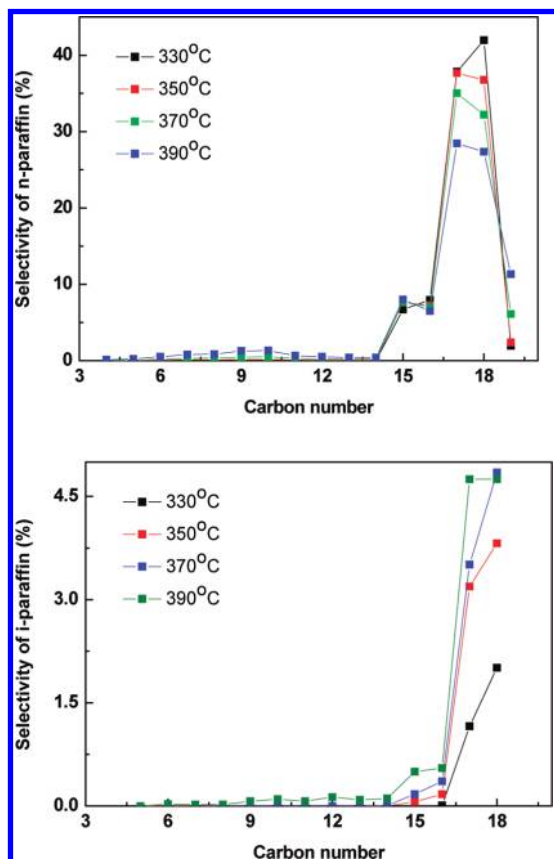 40
30
20
10
0
Selectivity of n-paraffin (%)
330°C
350°C
370°C
390°C
3 6 9 12 15 18
Carbon number
4.5
3.0
1.5
0.0
Selectivity of i-paraffin (%)
330°C
350°C
370°C
390°C
3 6 9 12 15 18
Carbon number